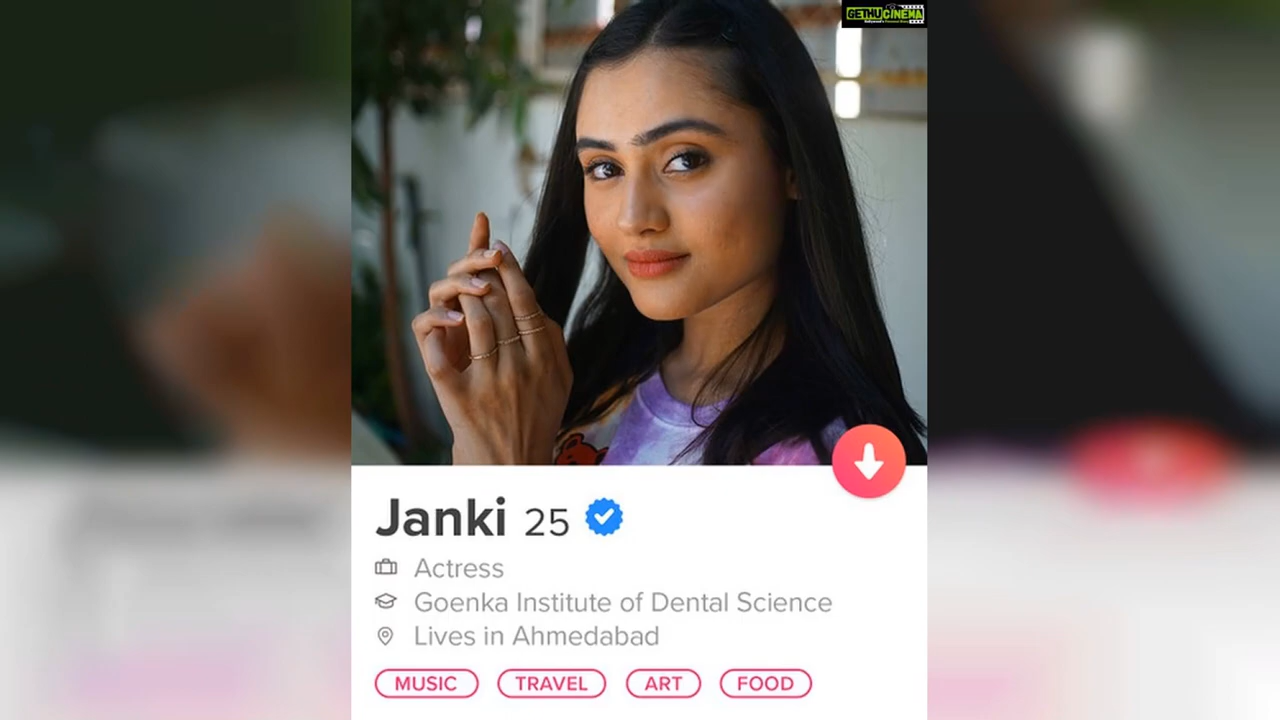 GETHUCINEMA
Janki 25
Actress
Goenka Institute of Dental Science
Lives in Ahmedabad
MUSIC TRAVEL ART FOOD